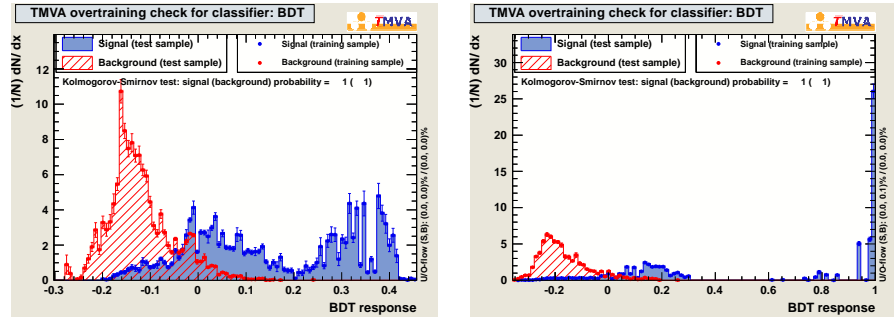 TMVA overtraining check for classifier: BDT
TMVA
Signal (test sample)
Background (test sample)
Signal (training sample)
Background (training sample)
Kolmogorov-Smirnov test: signal (background) probability = 1 ( 1)
(1/N) dN / dx
12
10
8
6
4
2
0
-0.3 -0.2 -0.1 0 0.1 0.2 0.3 0.4
BDT response
U/O-flow (S,B): (0.0, 0.0)% / (0.0, 0.0)%
TMVA overtraining check for classifier: BDT
TMVA
Signal (test sample)
Background (test sample)
Signal (training sample)
Background (training sample)
Kolmogorov-Smirnov test: signal (background) probability = 1 ( 1)
(1/N) dN / dx
30
25
20
15
10
5
0
-0.2 0 0.2 0.4 0.6 0.8 1
BDT response
U/O-flow (S,B): (0.0, 0.1)% / (0.0, 0.0)%